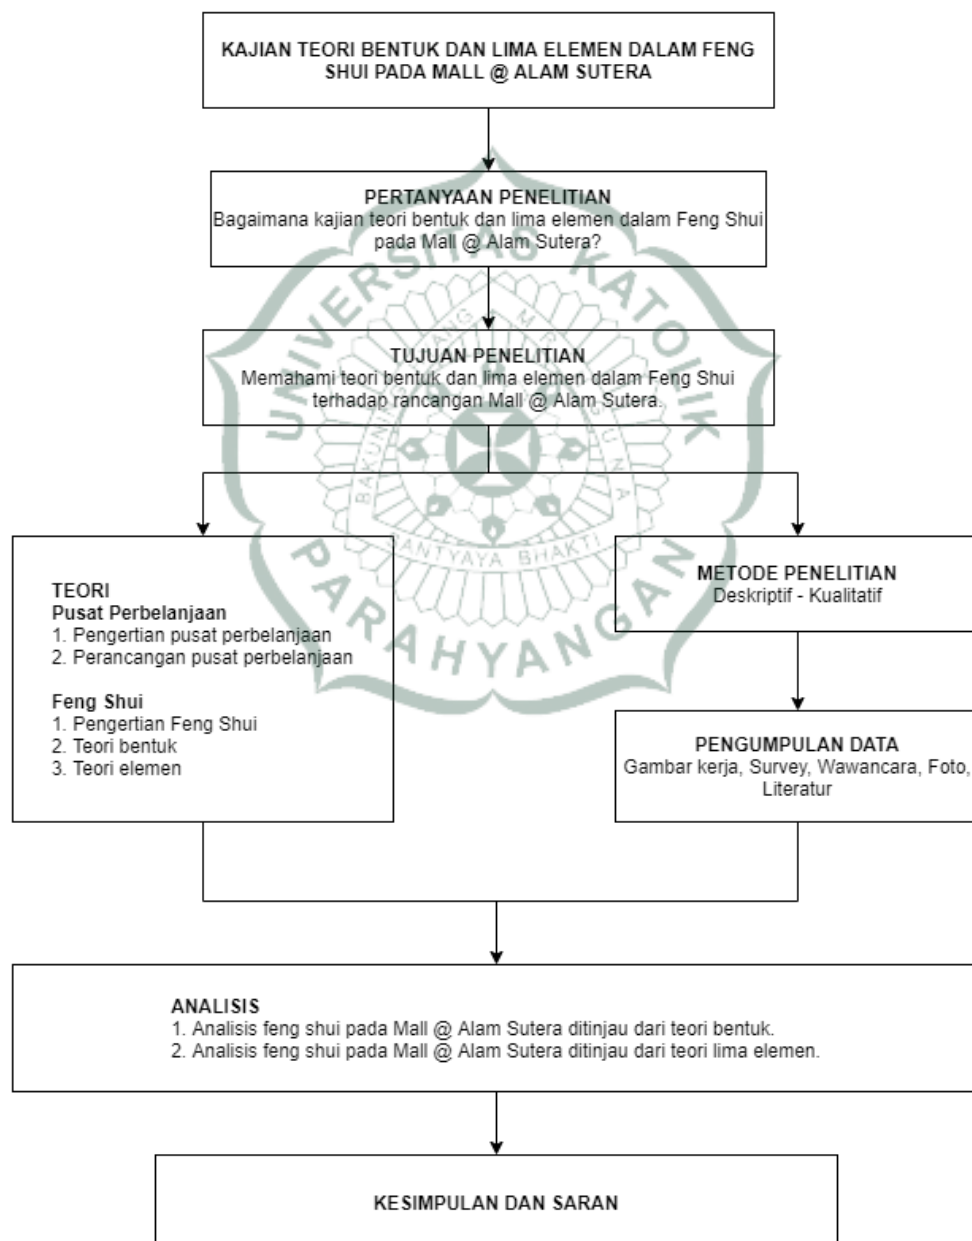 KAJIAN TEORI BENTUK DAN LIMA ELEMEN DALAM FENG
SHUI PADA MALL @ ALAM SUTERA
PERTANYAAN PENELITIAN
Bagaimana kajian teori bentuk dan lima elemen dalam Feng Shui
pada Mall @ Alam Sutera?
TUJUAN PENELITIAN
Memahami teori bentuk dan lima elemen dalam Feng Shui
terhadap rancangan Mall @ Alam Sutera.
TEORI
Pusat Perbelanjaan
1. Pengertian pusat perbelanjaan
2. Perancangan pusat perbelanjaan
Feng Shui
1. Pengertian Feng Shui
2. Teori bentuk
3. Teori elemen
METODE PENELITIAN
Deskriptif - Kualitatif
PENGUMPULAN DATA
Gambar kerja, Survey, Wawancara, Foto,
Literatur
ANALISIS
1. Analisis feng shui pada Mall @ Alam Sutera ditinjau dari teori bentuk.
2. Analisis feng shui pada Mall @ Alam Sutera ditinjau dari teori lima elemen.
KESIMPULAN DAN SARAN
UNIVERSITAS KATOLIK
PARAHYANGAN
BHAKTI